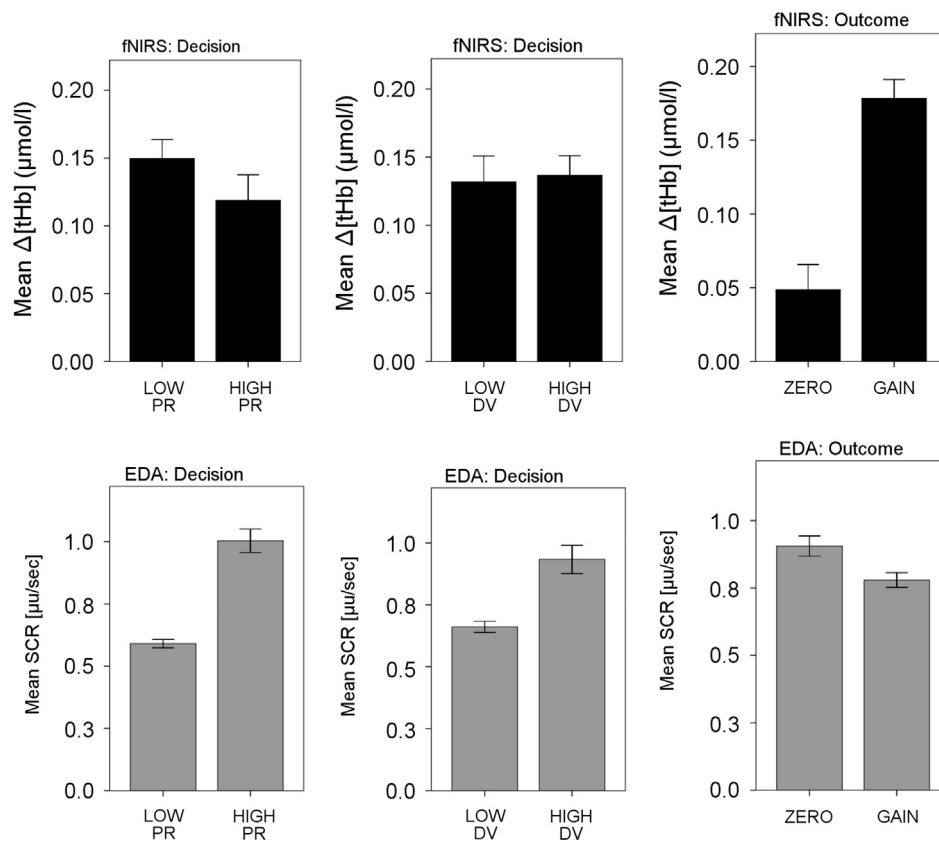 fNIRS: Decision
Mean Δ[tHb] (µmol/l)
0.20
0.15
0.10
0.05
0.00
LOW PR
HIGH PR
fNIRS: Decision
Mean Δ[tHb] (µmol/l)
0.20
0.15
0.10
0.05
0.00
LOW DV
HIGH DV
fNIRS: Outcome
Mean Δ[tHb] (µmol/l)
0.20
0.15
0.10
0.05
0.00
ZERO
GAIN
EDA: Decision
Mean SCR [µu/sec]
1.0
0.8
0.5
0.3
0.0
LOW PR
HIGH PR
EDA: Decision
Mean SCR [µu/sec]
1.0
0.8
0.5
0.3
0.0
LOW DV
HIGH DV
EDA: Outcome
Mean SCR [µu/sec]
1.0
0.8
0.5
0.3
0.0
ZERO
GAIN